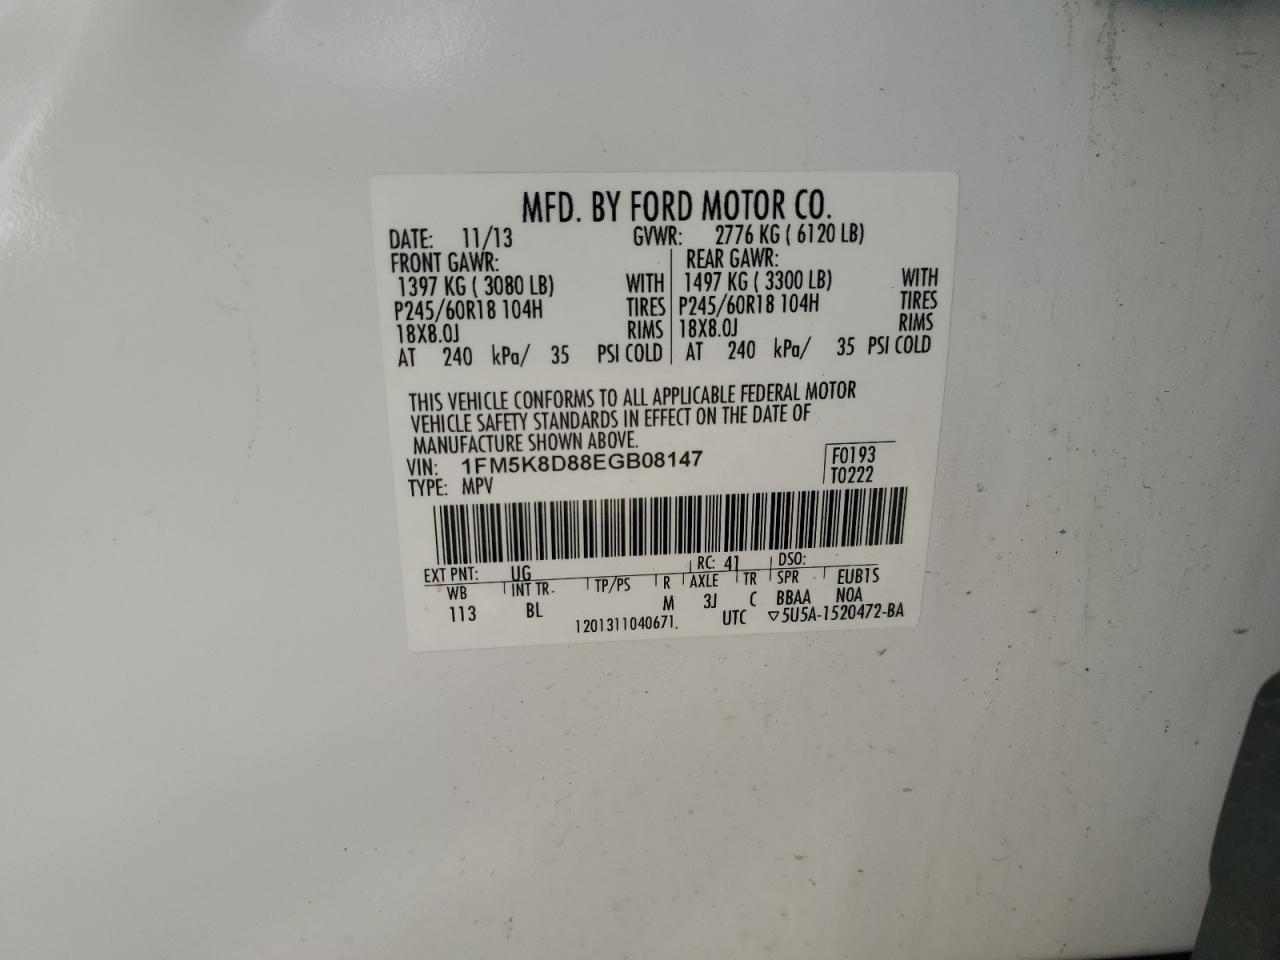 MFD. BY FORD MOTOR CO.
DATE: 11/13 GVWR: 2776 KG ( 6120 LB)
FRONT GAWR: REAR GAWR:
1397 KG ( 3080 LB) WITH 1497 KG ( 3300 LB) WITH
P245/60R18 104H TIRES P245/60R18 104H TIRES
18X8.0J RIMS 18X8.0J RIMS
AT 240 kPa/ 35 PSI COLD AT 240 kPa/ 35 PSI COLD
THIS VEHICLE CONFORMS TO ALL APPLICABLE FEDERAL MOTOR
VEHICLE SAFETY STANDARDS IN EFFECT ON THE DATE OF
MANUFACTURE SHOWN ABOVE.
VIN: 1FM5K8D88EGB08147 F0193
TYPE: MPV T0222
EXT PNT: UG RC: 41 DSO:
WB INT TR TP/PS R AXLE TR SPR EUB1S
113 BL M 3J C BBAA NOA
1201311040671. UTC ▽5U5A-1520472-BA